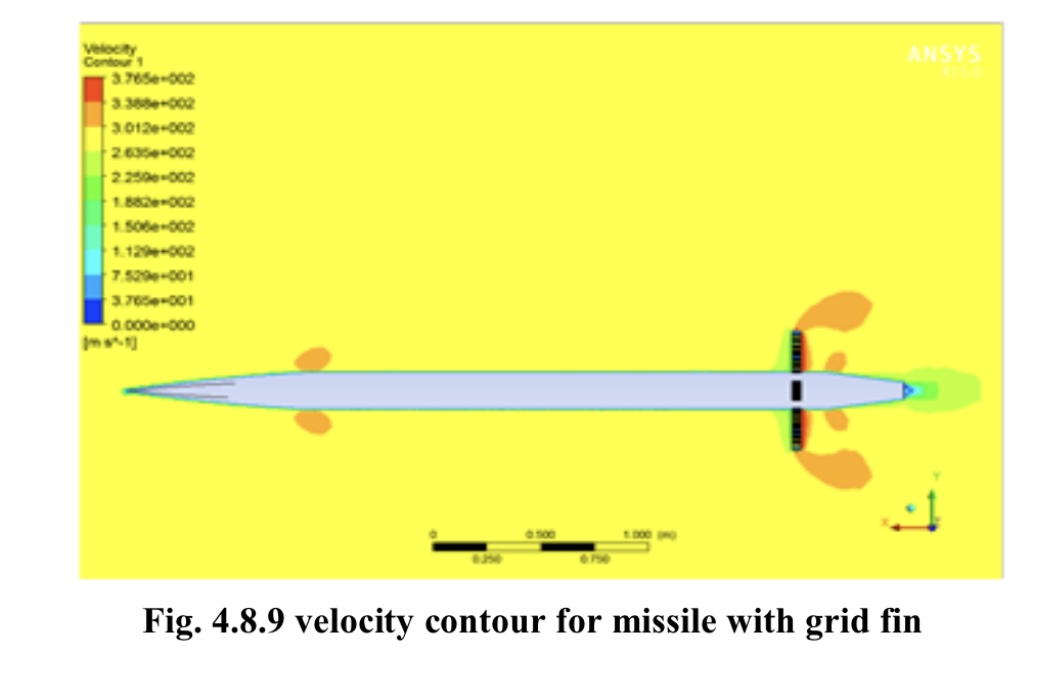 Velocity
Contour 1
ANSYS
3.765e+002
3.388e+002
3.012e+002
2.635e+002
2.259e+002
1.882e+002
1.506e+002
1.129e+002
7.529e+001
3.765e+001
0.000e+000
[m s^-1]
Y
X
0 0.500 1.000 (m)
0.250 0.750
Fig. 4.8.9 velocity contour for missile with grid fin